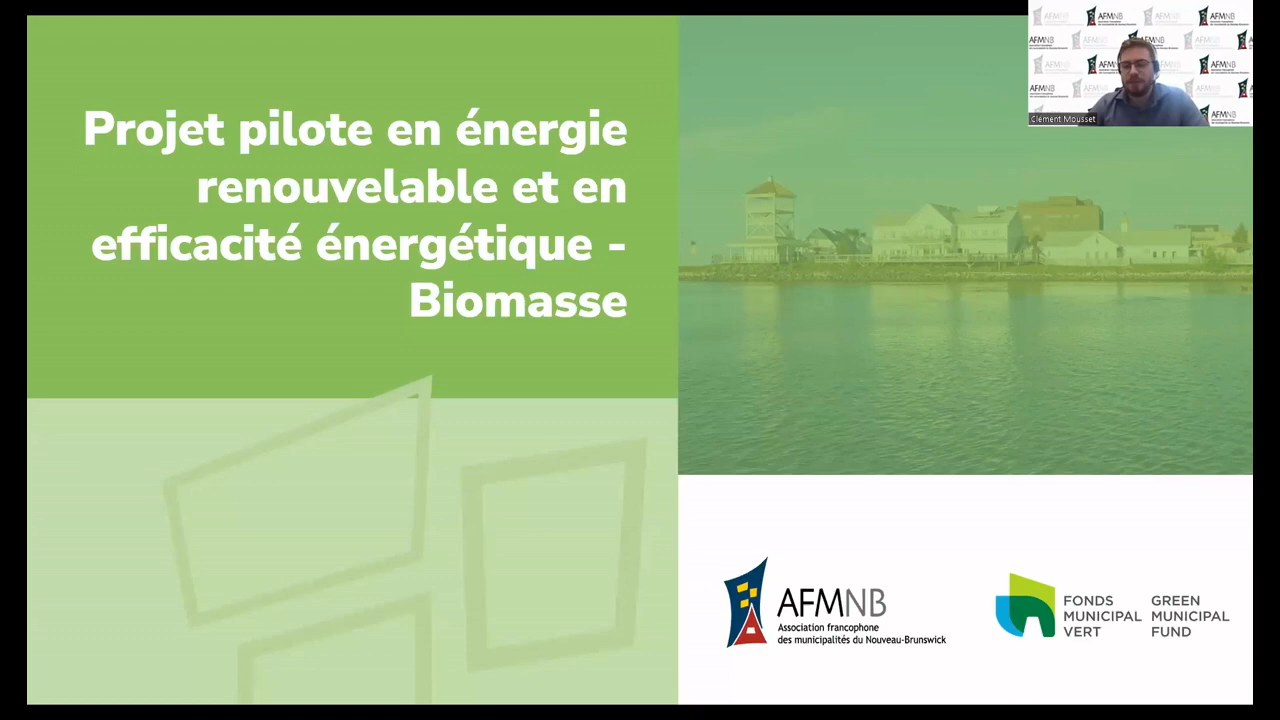 Projet pilote en énergie
renouvelable et en
efficacité énergétique -
Biomasse
Clément Mousset
AFMNB
Association francophone
des municipalités du Nouveau-Brunswick
FONDS
MUNICIPAL
VERT
GREEN
MUNICIPAL
FUND